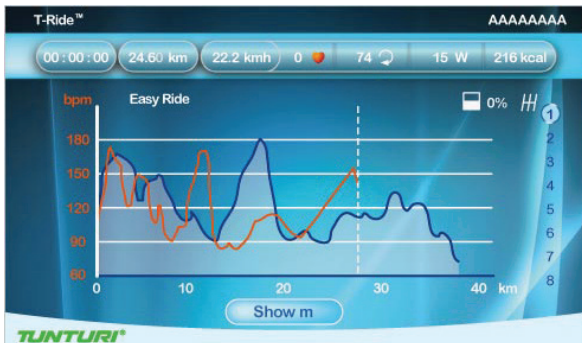 T-Ride™ AAAAAAAA
00:00:00 24.60 km 22.2 kmh 0 74 15 W 216 kcal
bpm Easy Ride 0%
1
180 2
150 3
4
120 5
90 6
7
60 8
0 10 20 30 40 km
Show m
TUNTURI®